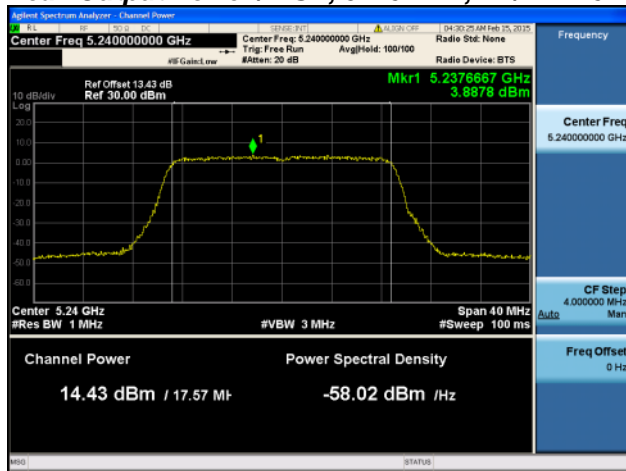 Agilent Spectrum Analyzer - Channel Power
RL RF 50 Ω DC SENSE:INT ALIGN OFF 04:30:25 AM Feb 15, 2015
Center Freq 5.240000000 GHz
Center Freq: 5.240000000 GHz
Radio Std: None
Trig: Free Run Avg|Hold: 100/100
#IFGain:Low #Atten: 20 dB Radio Device: BTS
Frequency
Ref Offset 13.43 dB
10 dB/div Ref 30.00 dBm
Mkr1 5.2376667 GHz
3.8878 dBm
Log
20.0
10.0
0.00
-10.0
-20.0
-30.0
-40.0
-50.0
-60.0
1
Center 5.24 GHz Span 40 MHz
#Res BW 1 MHz #VBW 3 MHz #Sweep 100 ms
Channel Power Power Spectral Density
14.43 dBm / 17.57 MH -58.02 dBm /Hz
Center Freq
5.240000000 GHz
CF Step
4.000000 MHz
Auto Man
Freq Offset
0 Hz
MSG STATUS